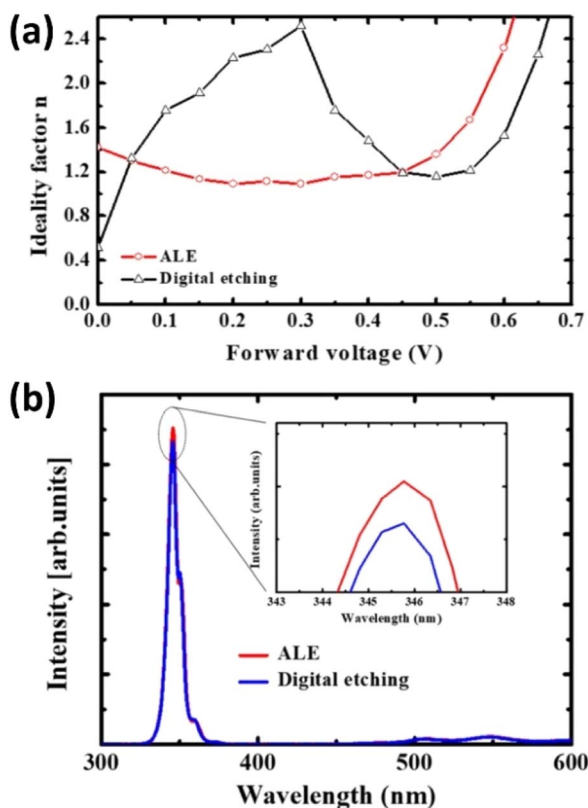 (a)
2.4
2.0
1.6
1.2
0.8
0.4
0.0
Ideality factor n
ALE
Digital etching
0.0 0.1 0.2 0.3 0.4 0.5 0.6 0.7
Forward voltage (V)
(b)
Intensity [arb.units]
Intensity (arb.units)
343 344 345 346 347 348
Wavelength (nm)
ALE
Digital etching
300 400 500 600
Wavelength (nm)